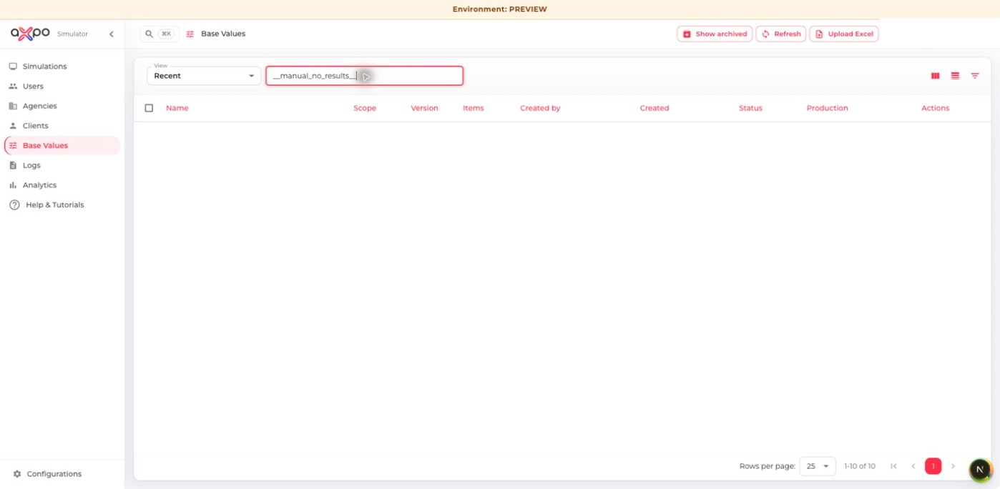 Environment: PREVIEW
axpo Simulator
⌘K
Base Values
Show archived
Refresh
Upload Excel
Simulations
Users
Agencies
Clients
Base Values
Logs
Analytics
Help & Tutorials
Configurations
View
Recent
__manual_no_results__
Name Scope Version Items Created by Created Status Production Actions
Rows per page: 25 1-10 of 10 1
N